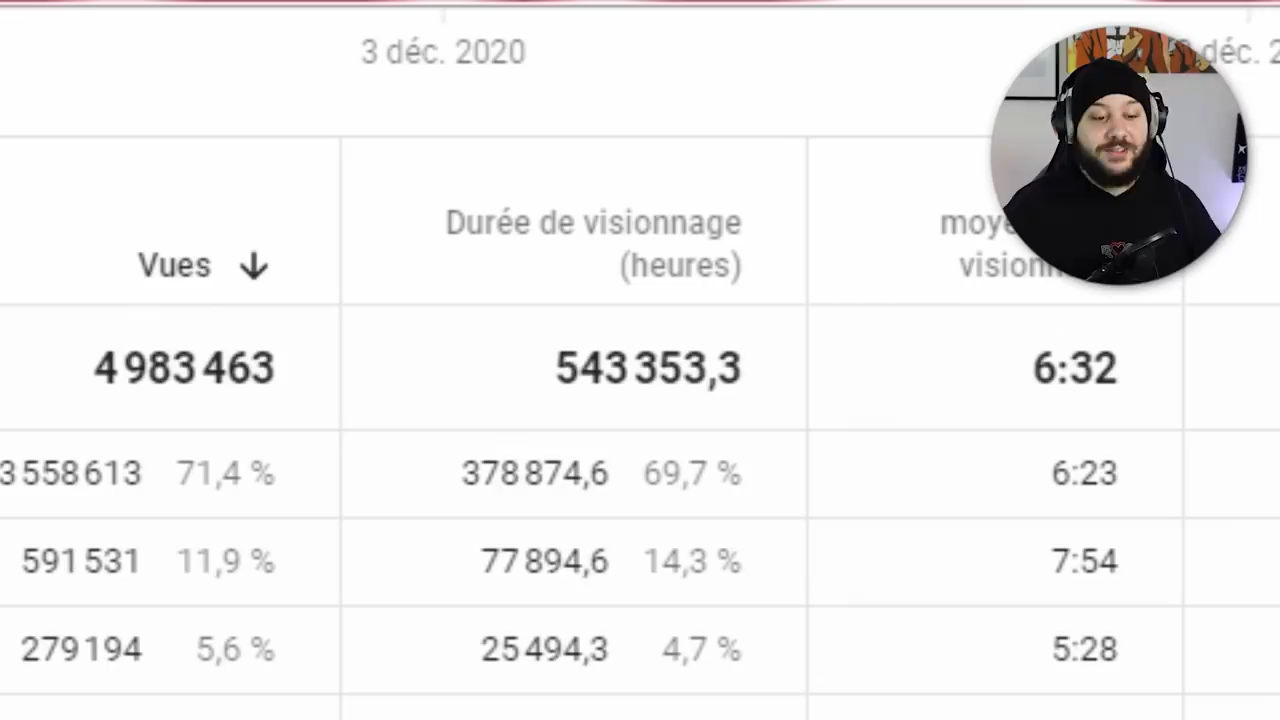 3 déc. 2020
déc. 2
Vues
Durée de visionnage
(heures)
4 983 463
543 353,3
6:32
3 558 613 71,4 %
378 874,6 69,7 %
6:23
591 531 11,9 %
77 894,6 14,3 %
7:54
279 194 5,6 %
25 494,3 4,7 %
5:28